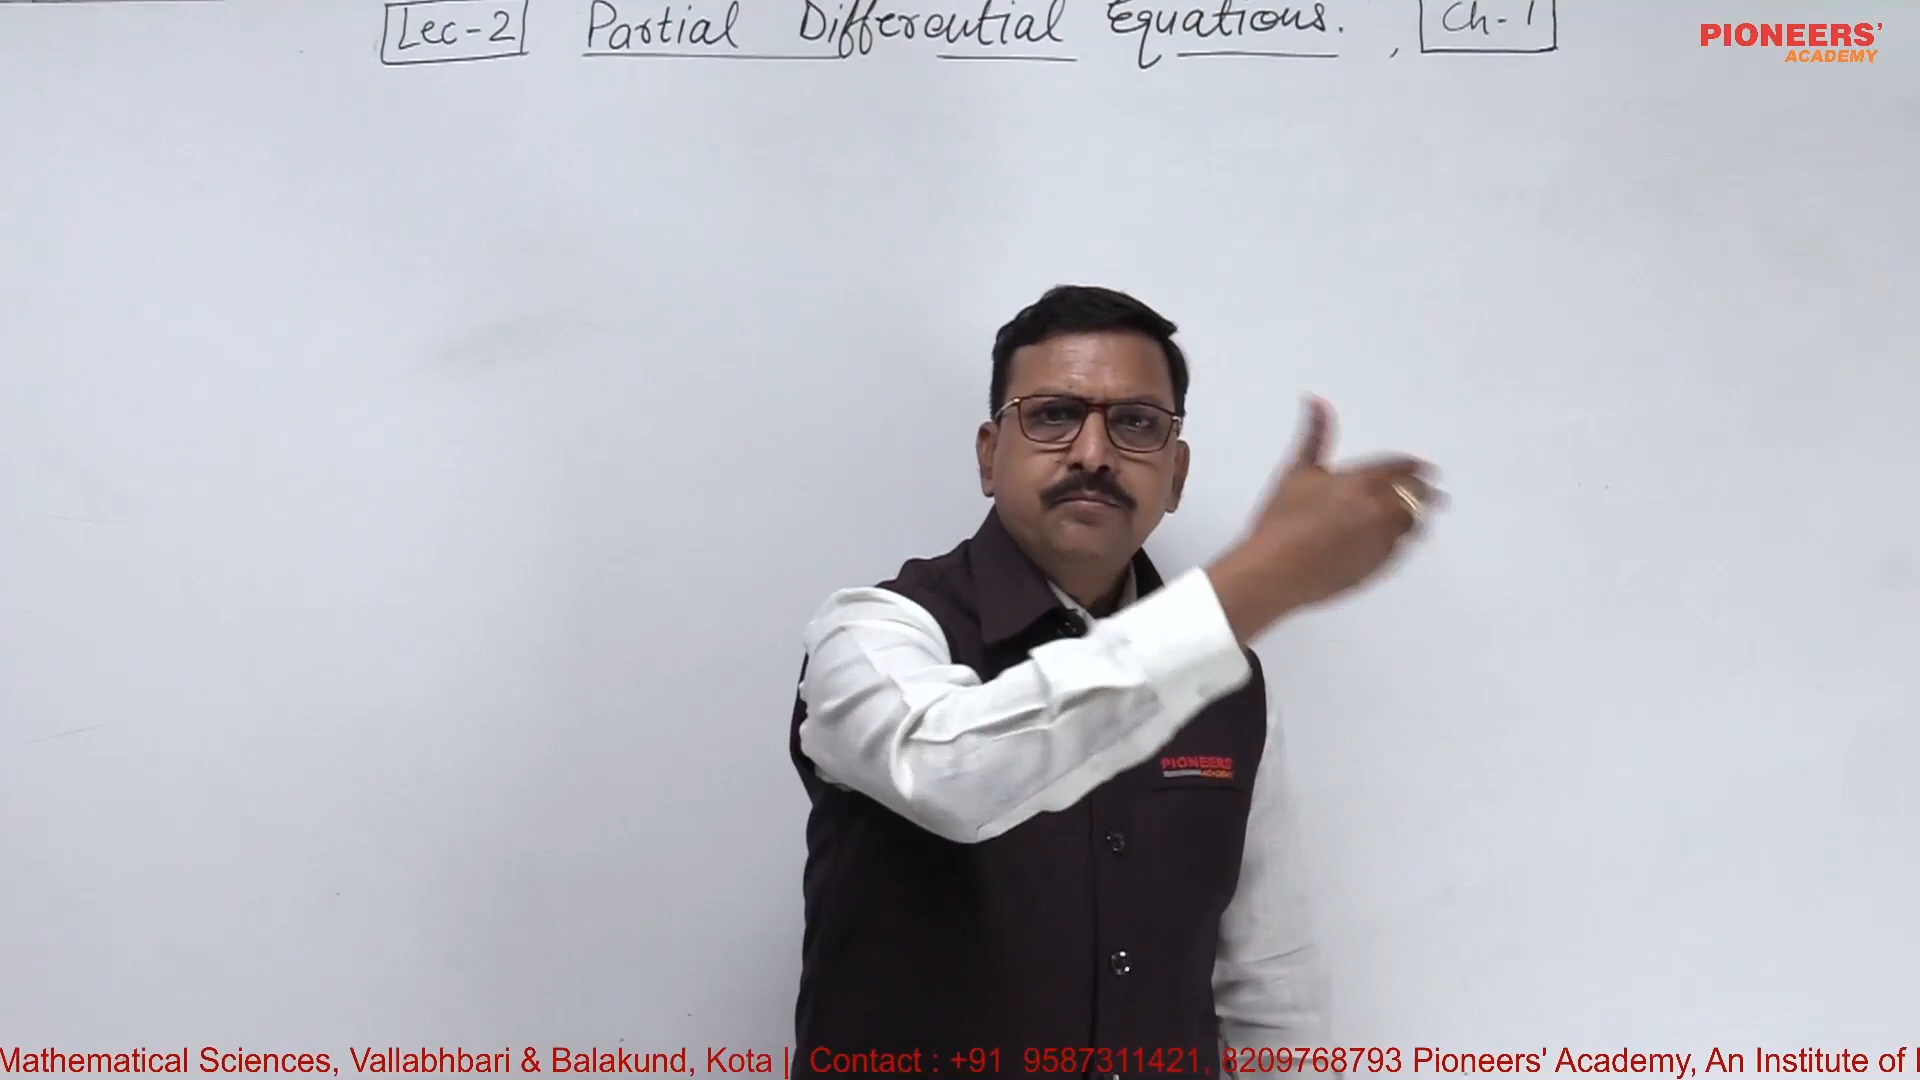 Lec-2 Partial Differential Equations. , Ch-1
PIONEERS'
ACADEMY
PIONEERS'
ACADEMY
Mathematical Sciences, Vallabhbari & Balakund, Kota | Contact : +91 9587311421, 8209768793 Pioneers' Academy, An Institute of